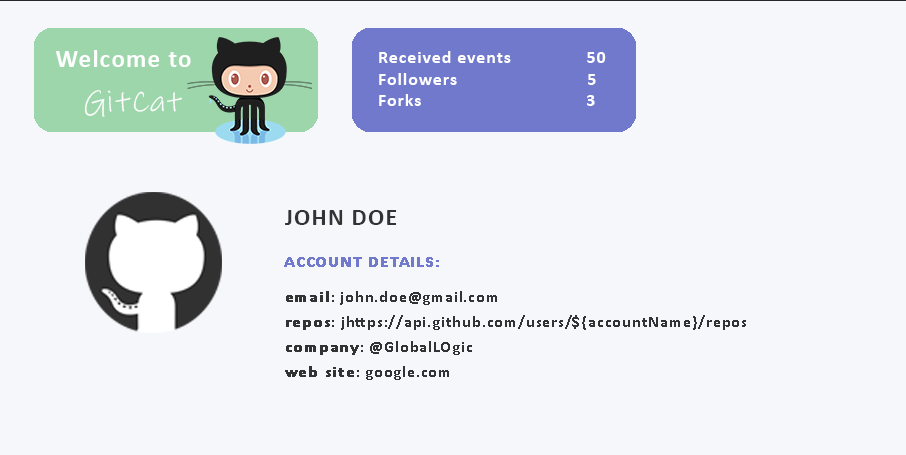 Welcome to
GitCat
Received events 50
Followers 5
Forks 3
JOHN DOE
ACCOUNT DETAILS:
email: john.doe@gmail.com
repos: jhttps://api.github.com/users/${accountName}/repos
company: @GlobalLOgic
web site: google.com